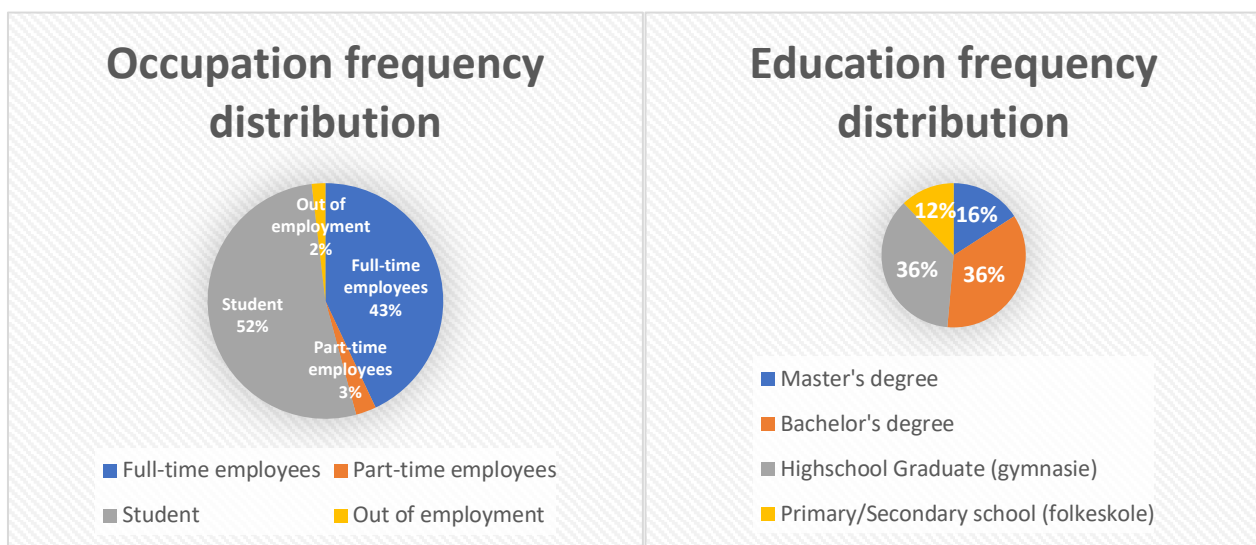 Occupation frequency
distribution
Out of
employment
2%
Full-time
employees
43%
Student
52%
Part-time
employees
3%
Full-time employees
Part-time employees
Student
Out of employment
Education frequency
distribution
12%
16%
36%
36%
Master's degree
Bachelor's degree
Highschool Graduate (gymnasie)
Primary/Secondary school (folkeskole)